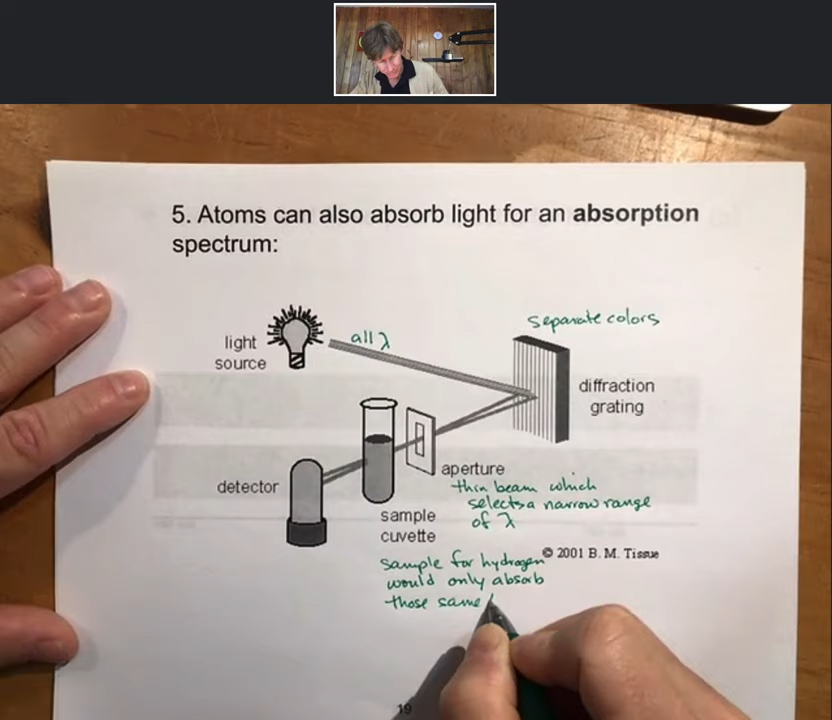 5. Atoms can also absorb light for an absorption
spectrum:
separate colors
light
source
all λ
diffraction
grating
detector
aperture
thin beam which
selects a narrow range
of λ
sample
cuvette
© 2001 B. M. Tissue
sample for hydrogen
would only absorb
those same
19